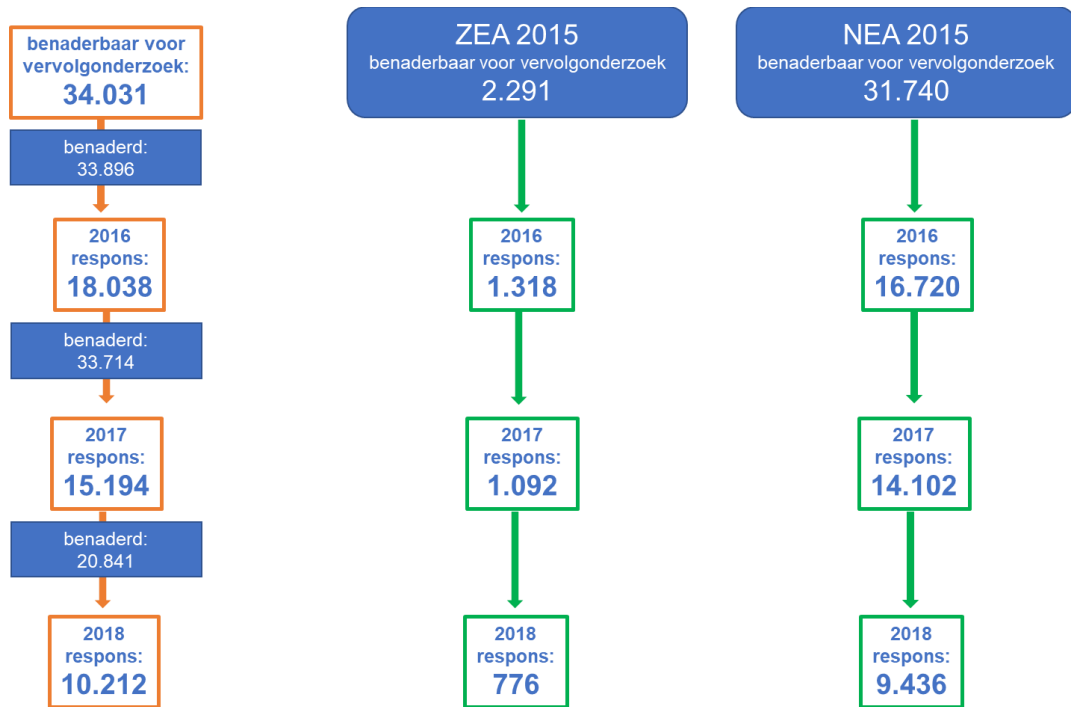 benaderbaar voor
vervolgonderzoek:
34.031
benaderd:
33.896
2016
respons:
18.038
benaderd:
33.714
2017
respons:
15.194
benaderd:
20.841
2018
respons:
10.212
ZEA 2015
benaderbaar voor vervolgonderzoek
2.291
2016
respons:
1.318
2017
respons:
1.092
2018
respons:
776
NEA 2015
benaderbaar voor vervolgonderzoek
31.740
2016
respons:
16.720
2017
respons:
14.102
2018
respons:
9.436